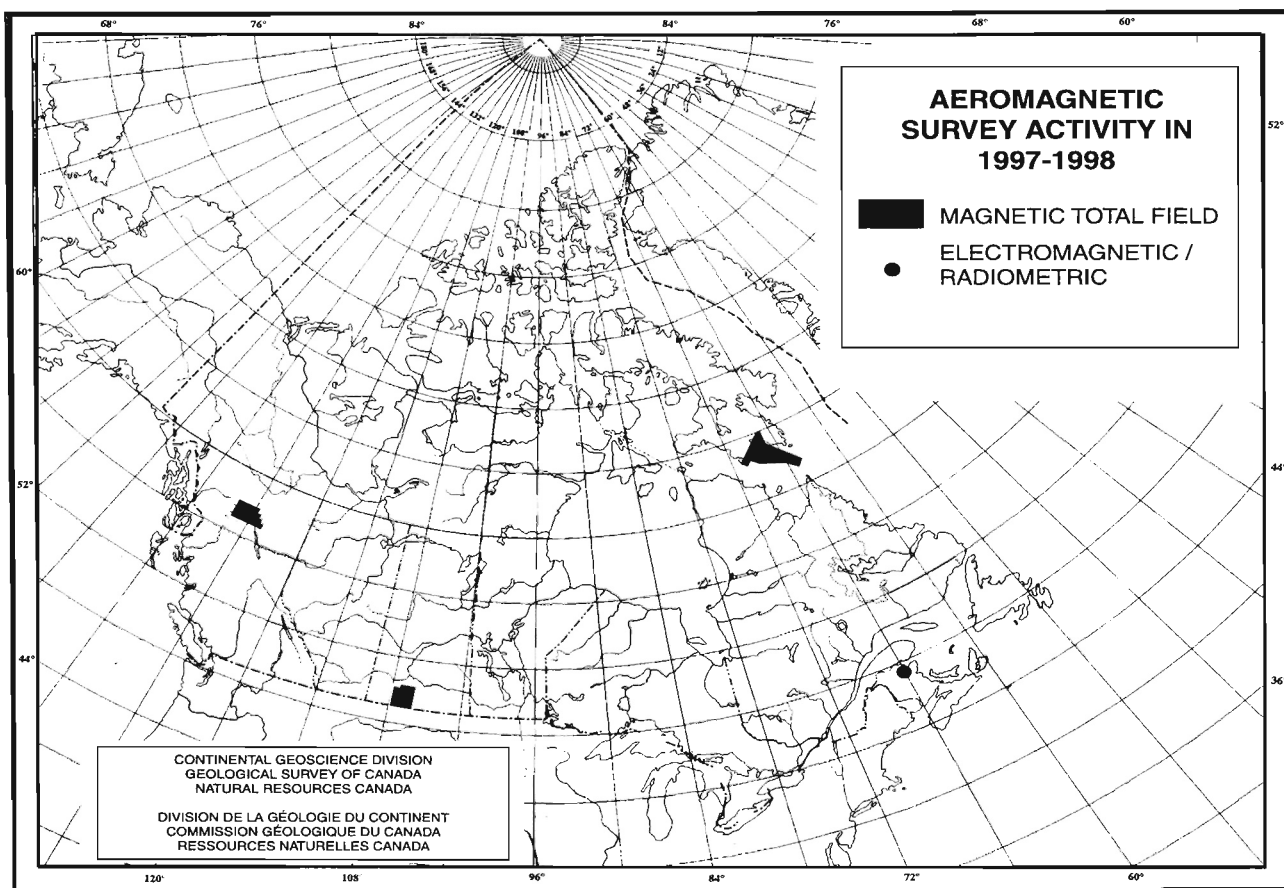 68° 76° 84° 84° 76° 68° 60°
AEROMAGNETIC
SURVEY ACTIVITY IN
1997-1998
MAGNETIC TOTAL FIELD
ELECTROMAGNETIC /
RADIOMETRIC
52°
60°
44°
52°
36°
44°
CONTINENTAL GEOSCIENCE DIVISION
GEOLOGICAL SURVEY OF CANADA
NATURAL RESOURCES CANADA
DIVISION DE LA GÉOLOGIE DU CONTINENT
COMMISSION GÉOLOGIQUE DU CANADA
RESSOURCES NATURELLES CANADA
120° 108 96° 84° 72° 60°